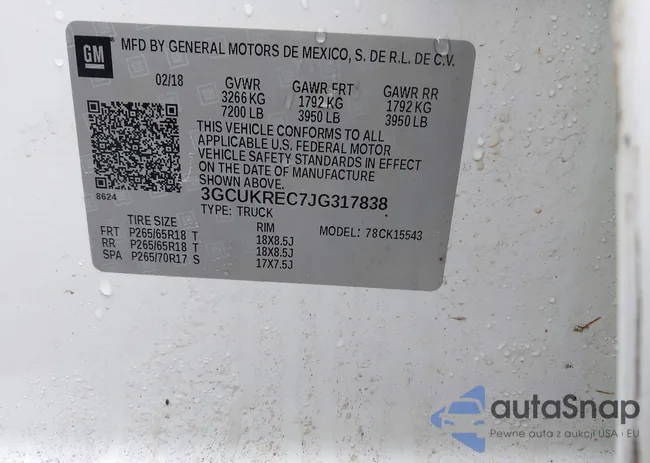 GM
MFD BY GENERAL MOTORS DE MEXICO, S. DE R.L. DE C.V.
02/18 GVWR GAWR FRT GAWR RR
3266 KG 1792 KG 1792 KG
7200 LB 3950 LB 3950 LB
THIS VEHICLE CONFORMS TO ALL
APPLICABLE U.S. FEDERAL MOTOR
VEHICLE SAFETY STANDARDS IN EFFECT
ON THE DATE OF MANUFACTURE
SHOWN ABOVE.
8624
3GCUKREC7JG317838
TYPE: TRUCK
TIRE SIZE RIM MODEL: 78CK15543
FRT P265/65R18 T 18X8.5J
RR P265/65R18 T 18X8.5J
SPA P265/70R17 S 17X7.5J
autaSnap
Pewne auta z aukcji USA i EU